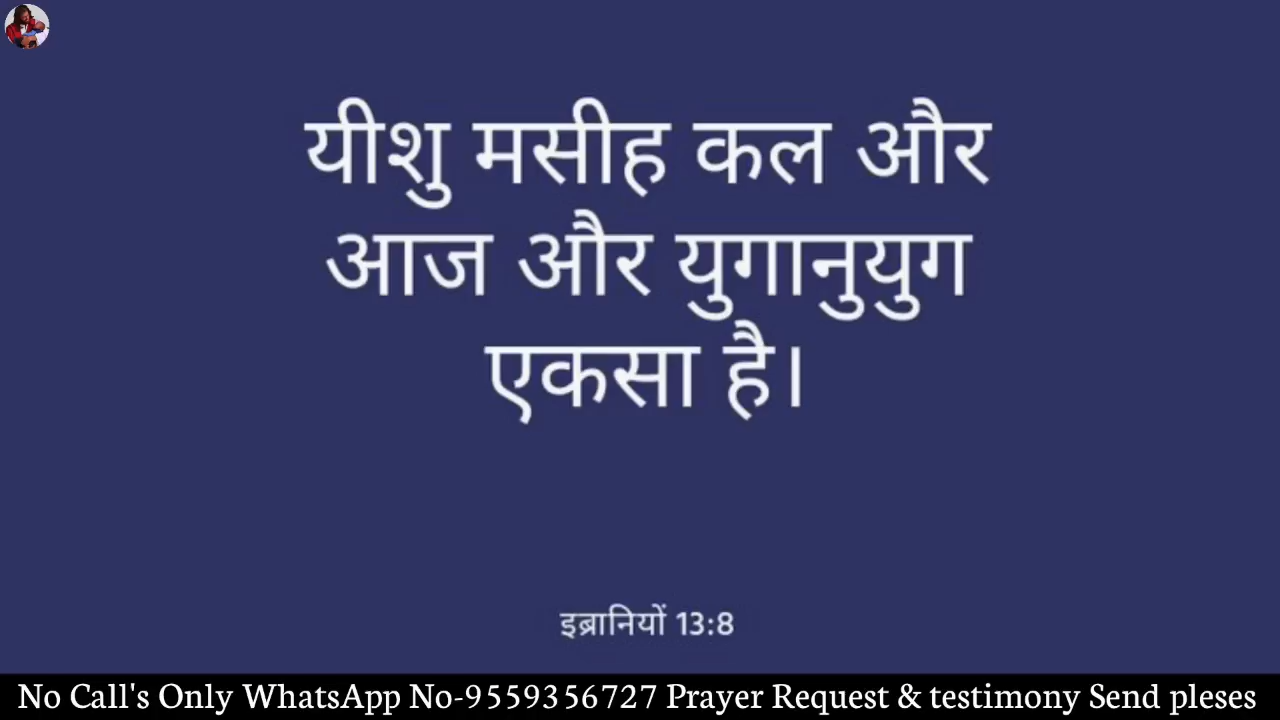 यीशु मसीह कल और
आज और युगानुयुग
एकसा है।
इब्रानियों 13:8
No Call's Only WhatsApp No-9559356727 Prayer Request & testimony Send pleses